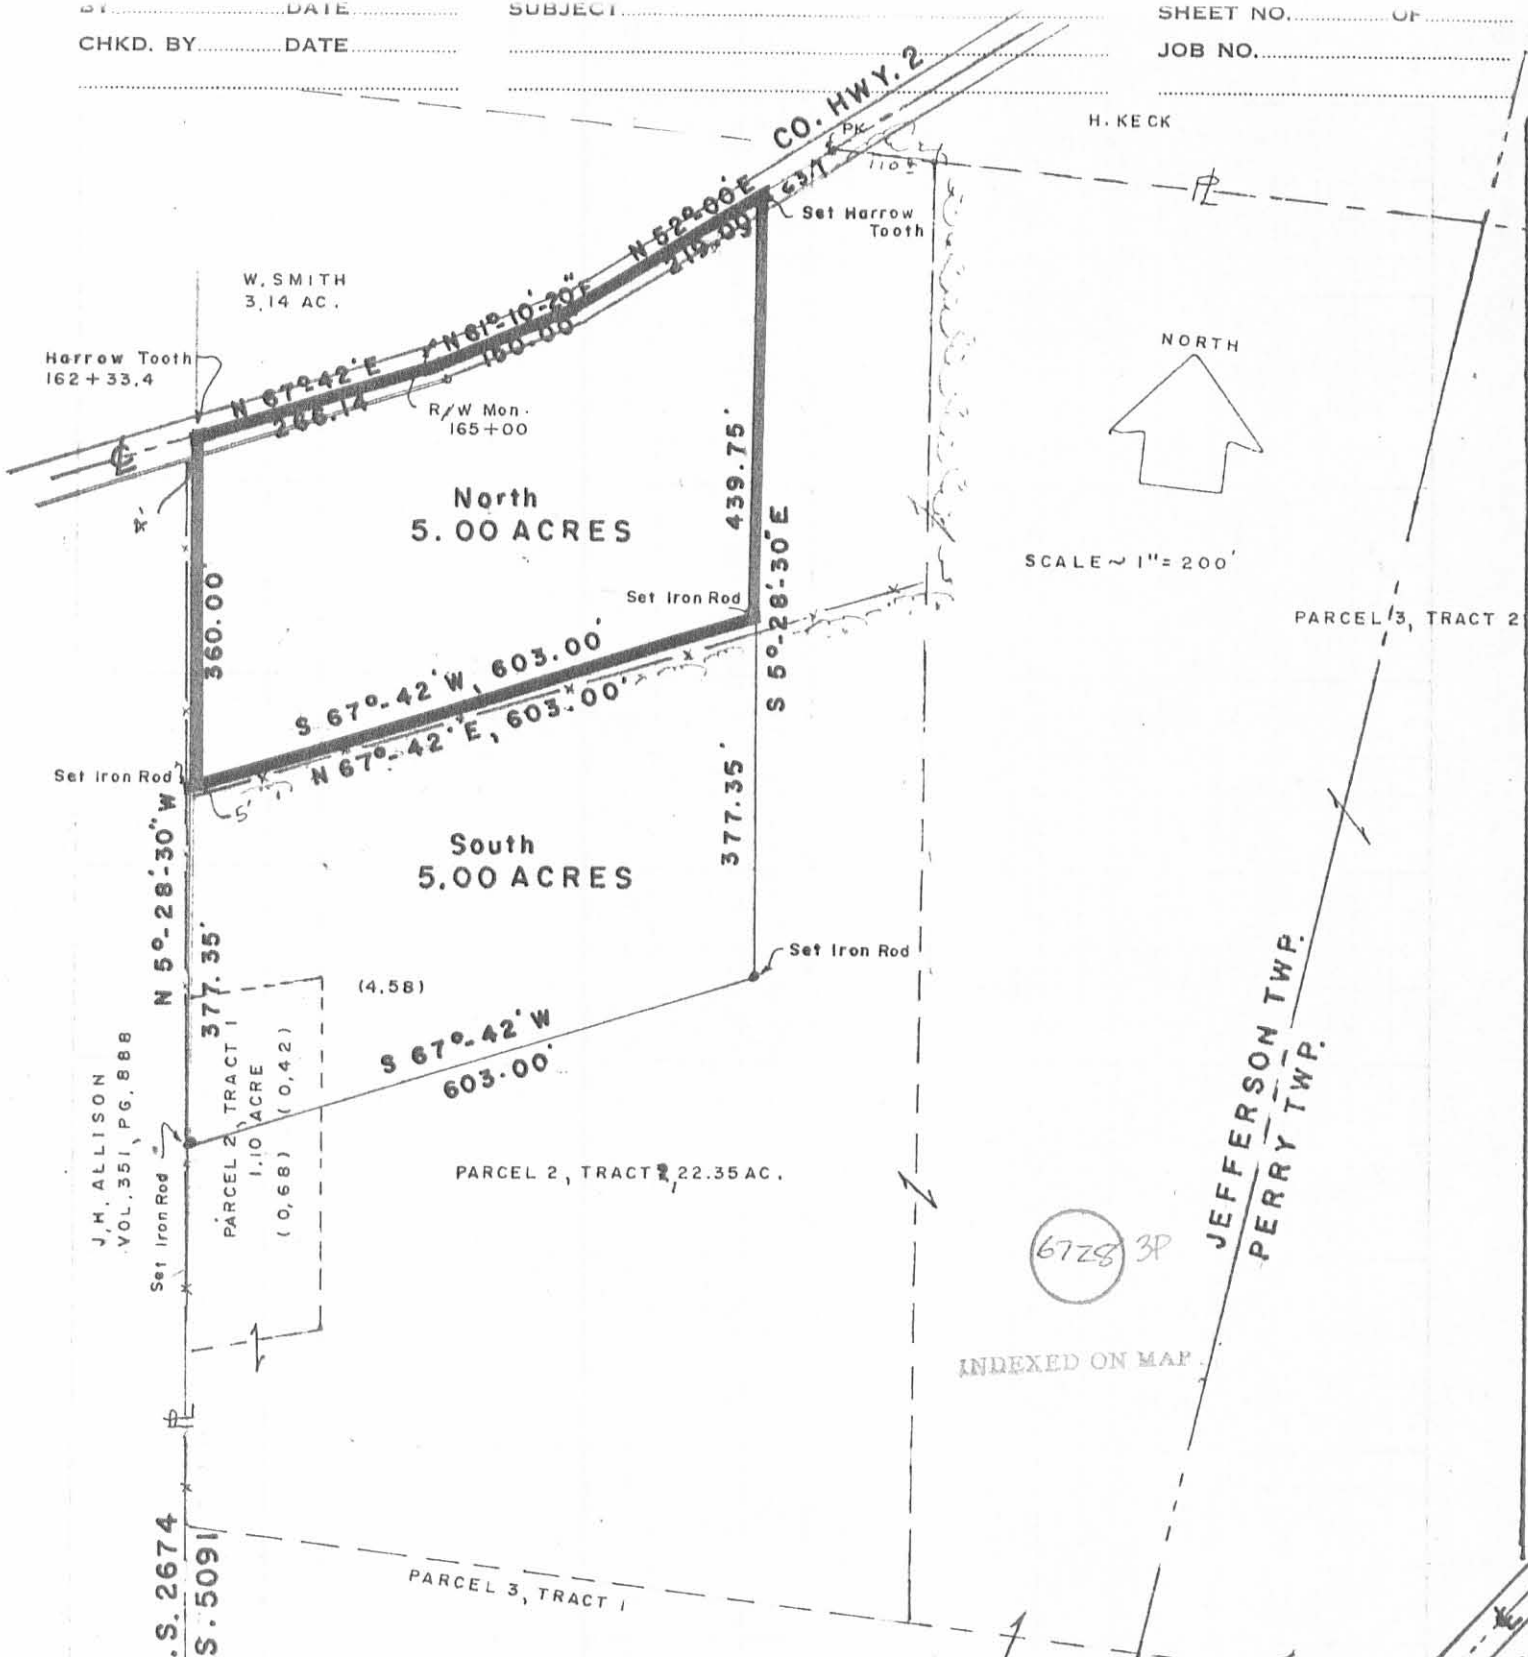 BY DATE SUBJECT SHEET NO. OF
CHKD. BY DATE JOB NO.
CO. HWY. 2
PK
H. KECK
110±
63.1
N 52°-00' E
Set Harrow
Tooth
W. SMITH
3.14 AC.
N 61°-10'-20" E
160.00
NORTH
Harrow Tooth
162+33.4
N 67°-42' E
266.14
R/W Mon.
165+00
439.75'
North
5.00 ACRES
SCALE ~ 1" = 200'
360.00'
Set Iron Rod
S 5°-28'-30" E
PARCEL 3, TRACT 2
S 67°-42' W, 603.00'
N 67°-42' E, 603.00'
Set Iron Rod
5'
377.35'
South
5.00 ACRES
N 5°-28'-30" W
377.35'
Set Iron Rod
(4.58)
S 67°-42' W
603.00'
J.H. ALLISON
VOL. 351, PG. 888
Set Iron Rod
PARCEL 2, TRACT 1
1.10 ACRE
(0.68) (0.42)
PARCEL 2, TRACT 2, 22.35 AC.
JEFFERSON TWP.
PERRY TWP.
6728 3P
INDEXED ON MAP
.S. 2674
S. 5091
PARCEL 3, TRACT 1